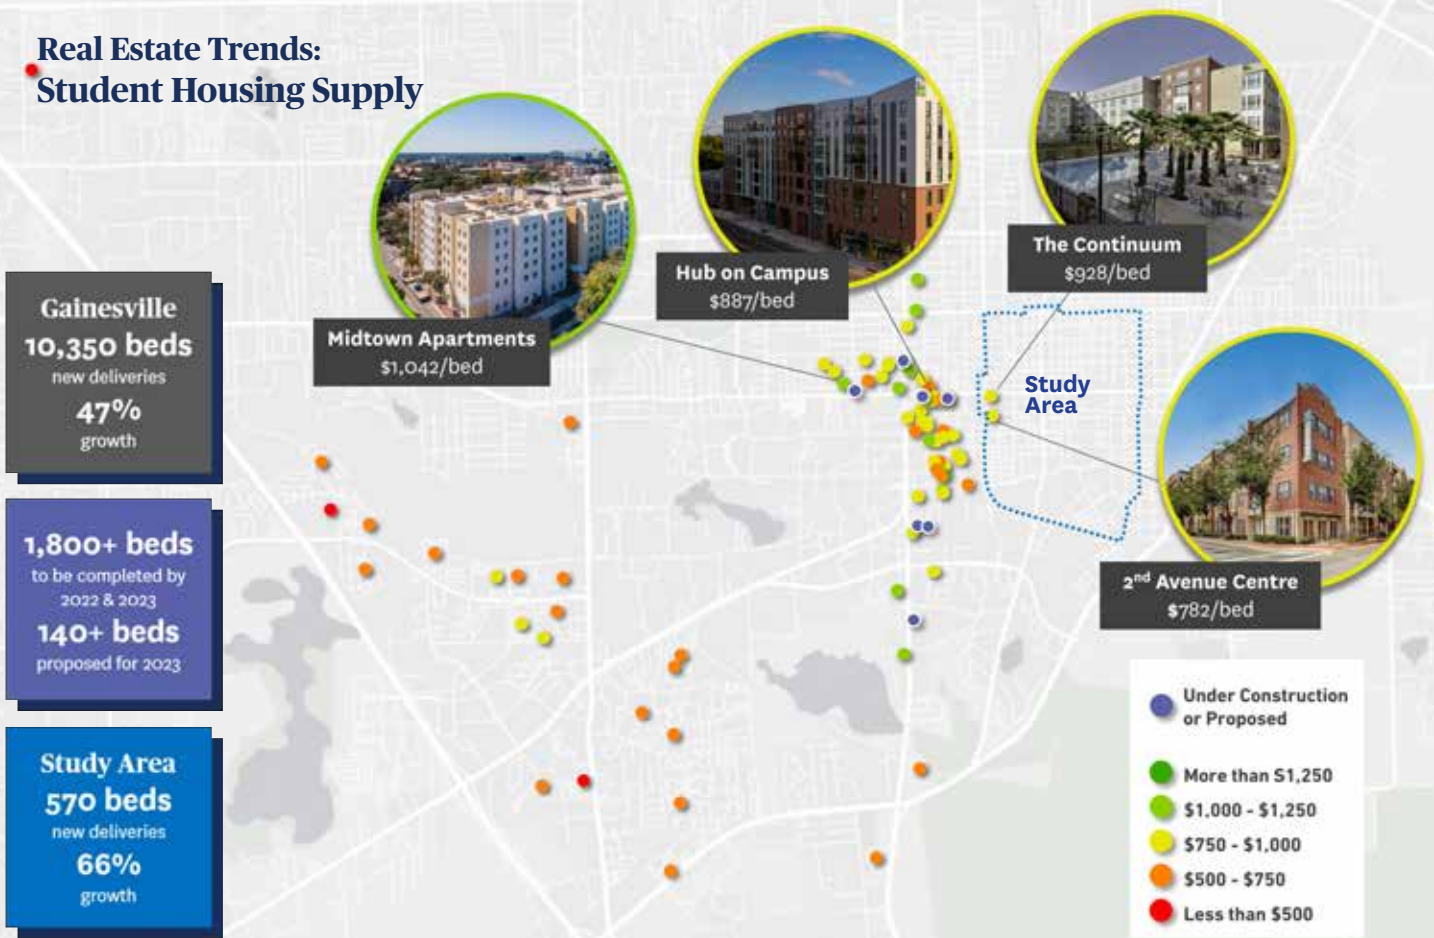 Real Estate Trends:
Student Housing Supply
Midtown Apartments
$1,042/bed
Hub on Campus
$887/bed
The Continuum
$928/bed
Study
Area
2nd Avenue Centre
$782/bed
Gainesville
10,350 beds
new deliveries
47%
growth
1,800+ beds
to be completed by
2022 & 2023
140+ beds
proposed for 2023
Study Area
570 beds
new deliveries
66%
growth
Under Construction
or Proposed
More than $1,250
$1,000 - $1,250
$750 - $1,000
$500 - $750
Less than $500